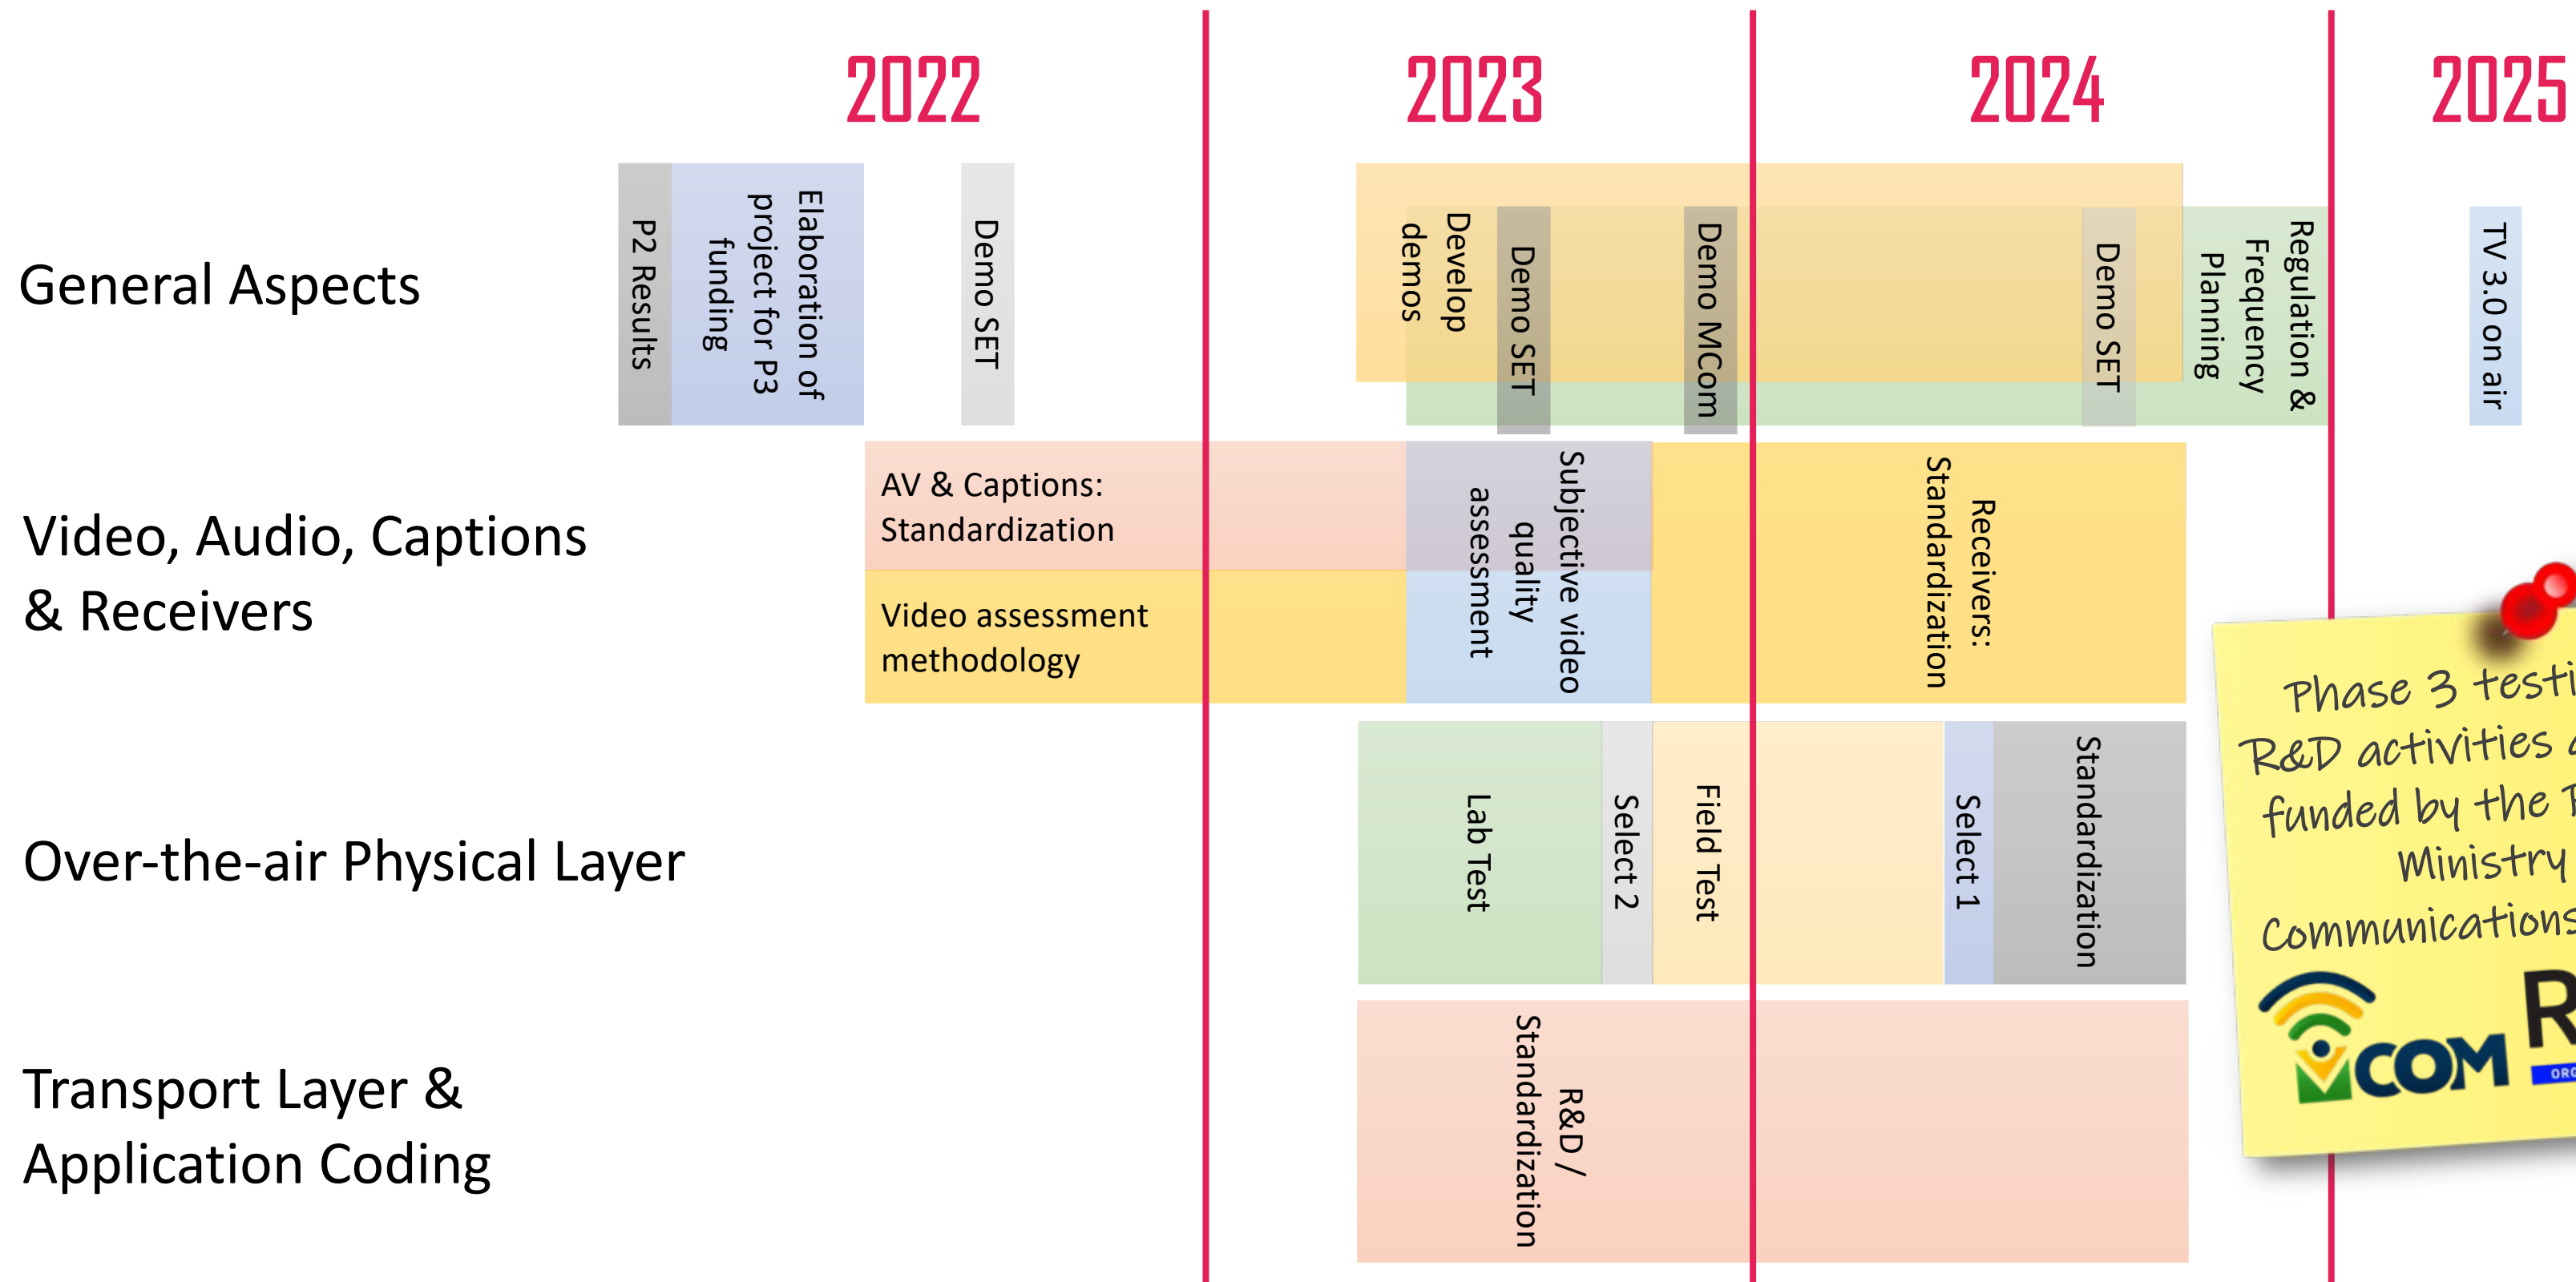 2022
2023
2024
2025
General Aspects
P2 Results
Elaboration of
project for P3
funding
Demo SET
Develop
demos
Demo SET
Demo MCom
Demo SET
Regulation &
Frequency
Planning
TV 3.0 on air
Video, Audio, Captions
& Receivers
AV & Captions:
Standardization
Video assessment
methodology
Subjective video
quality
assessment
Receivers:
Standardization
Over-the-air Physical Layer
Lab Test
Select 2
Field Test
Select 1
Standardization
Transport Layer &
Application Coding
R&D /
Standardization
Phase 3
R&D activities
funded by the
Ministry
Communications
COM